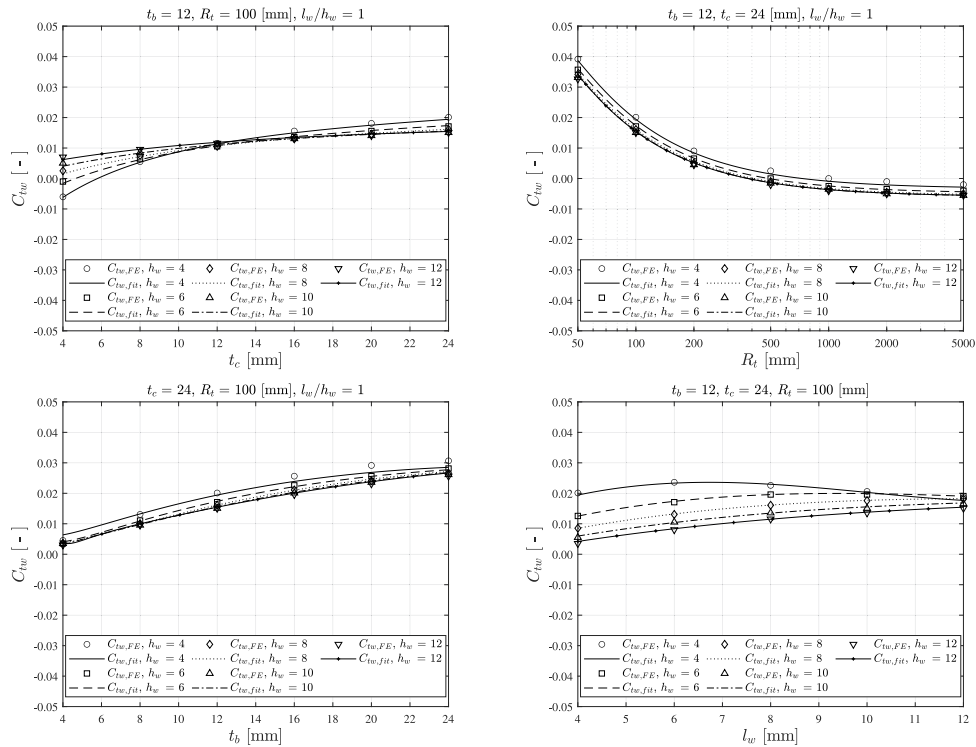 t_b = 12, R_t = 100 [mm], l_w/h_w = 1
0.05
0.04
0.03
0.02
0.01
0.00
-0.01
-0.02
-0.03
-0.04
-0.05
C_tw [ - ]
C_tw,FE, h_w = 4
C_tw,fit, h_w = 4
C_tw,FE, h_w = 6
C_tw,fit, h_w = 6
C_tw,FE, h_w = 8
C_tw,fit, h_w = 8
C_tw,FE, h_w = 10
C_tw,fit, h_w = 10
C_tw,FE, h_w = 12
C_tw,fit, h_w = 12
4 6 8 10 12 14 16 18 20 22 24
t_c [mm]
t_b = 12, t_c = 24 [mm], l_w/h_w = 1
0.05
0.04
0.03
0.02
0.01
0.00
-0.01
-0.02
-0.03
-0.04
-0.05
C_tw [ - ]
C_tw,FE, h_w = 4
C_tw,fit, h_w = 4
C_tw,FE, h_w = 6
C_tw,fit, h_w = 6
C_tw,FE, h_w = 8
C_tw,fit, h_w = 8
C_tw,FE, h_w = 10
C_tw,fit, h_w = 10
C_tw,FE, h_w = 12
C_tw,fit, h_w = 12
50 100 200 500 1000 2000 5000
R_t [mm]
t_c = 24, R_t = 100 [mm], l_w/h_w = 1
0.05
0.04
0.03
0.02
0.01
0.00
-0.01
-0.02
-0.03
-0.04
-0.05
C_tw [ - ]
C_tw,FE, h_w = 4
C_tw,fit, h_w = 4
C_tw,FE, h_w = 6
C_tw,fit, h_w = 6
C_tw,FE, h_w = 8
C_tw,fit, h_w = 8
C_tw,FE, h_w = 10
C_tw,fit, h_w = 10
C_tw,FE, h_w = 12
C_tw,fit, h_w = 12
4 6 8 10 12 14 16 18 20 22 24
t_b [mm]
t_b = 12, t_c = 24, R_t = 100 [mm]
0.05
0.04
0.03
0.02
0.01
0.00
-0.01
-0.02
-0.03
-0.04
-0.05
C_tw [ - ]
C_tw,FE, h_w = 4
C_tw,fit, h_w = 4
C_tw,FE, h_w = 6
C_tw,fit, h_w = 6
C_tw,FE, h_w = 8
C_tw,fit, h_w = 8
C_tw,FE, h_w = 10
C_tw,fit, h_w = 10
C_tw,FE, h_w = 12
C_tw,fit, h_w = 12
4 5 6 7 8 9 10 11 12
l_w [mm]